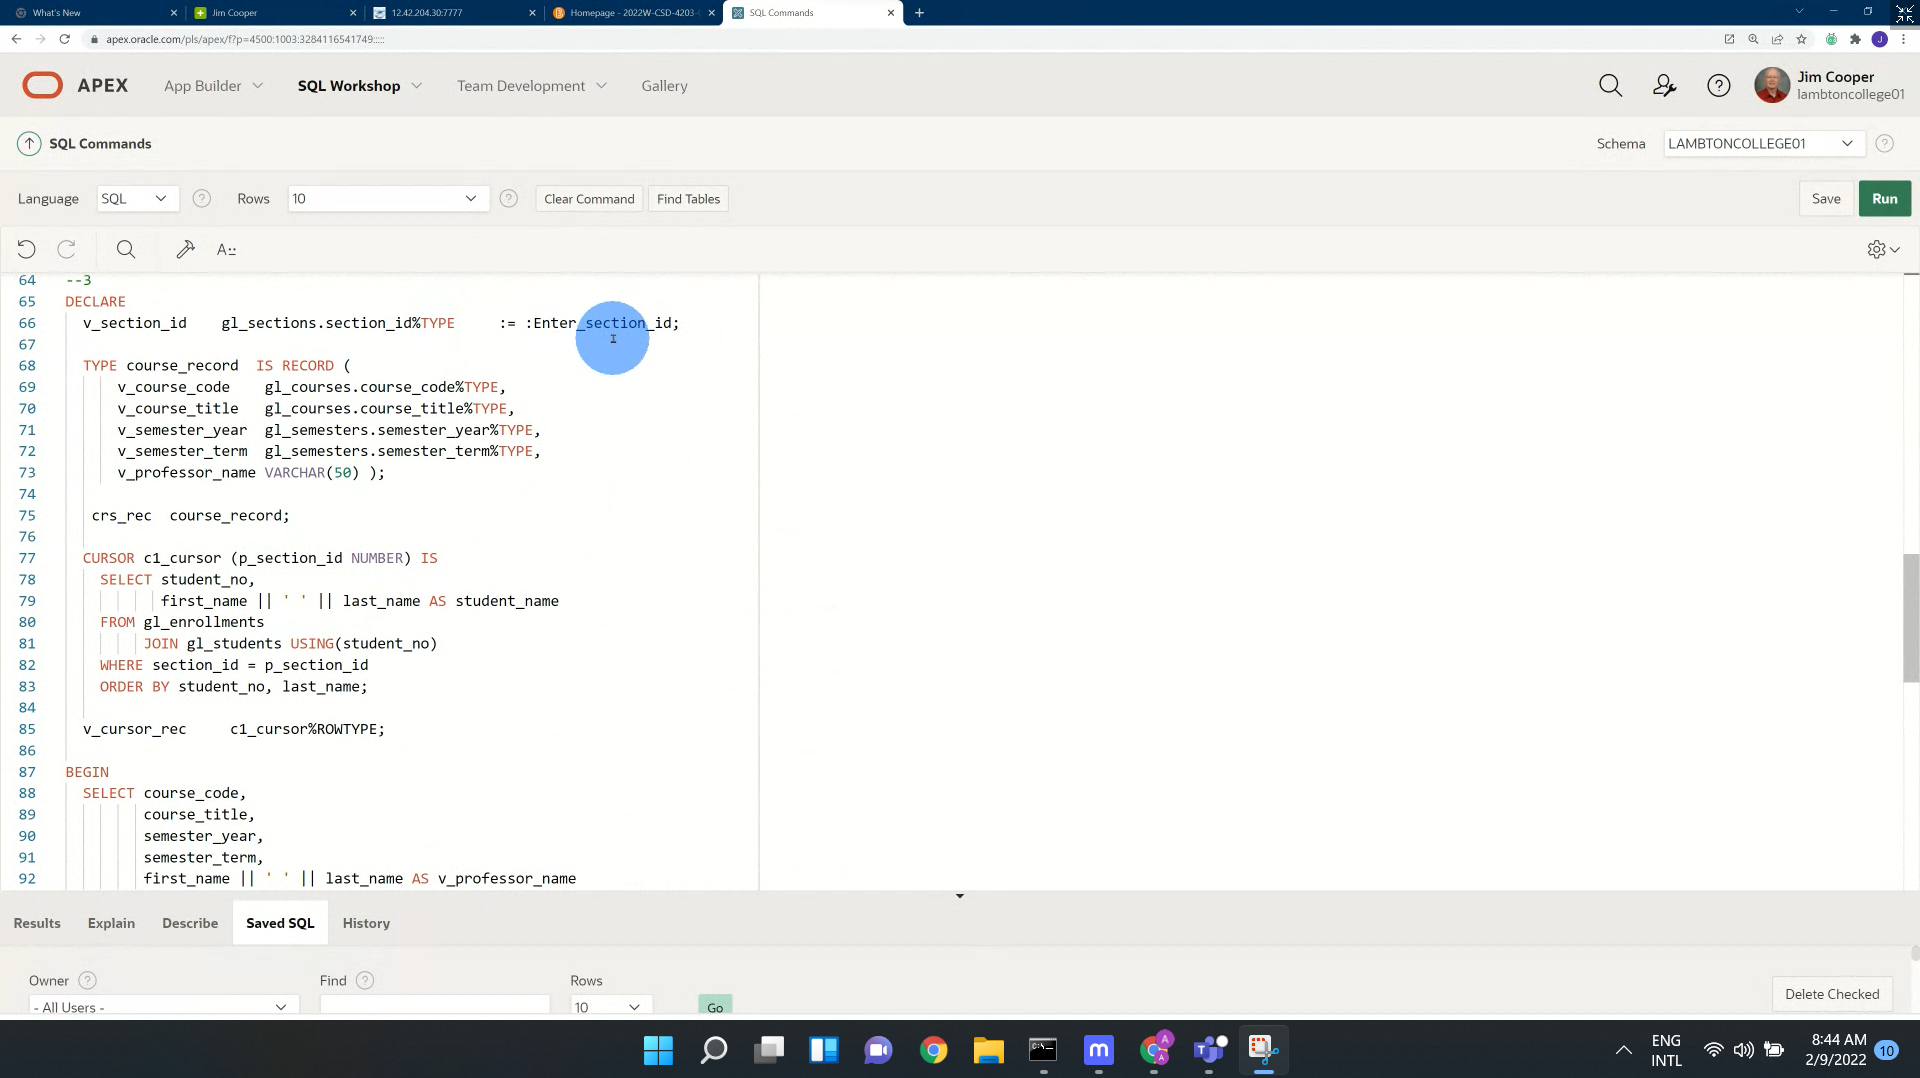 What's New
Jim Cooper
12.42.204.30:7777
Homepage - 2022W-CSD-4203-
SQL Commands
apex.oracle.com/pls/apex/f?p=4500:1003:3284116541749:::::
APEX
App Builder
SQL Workshop
Team Development
Gallery
Jim Cooper
lambtoncollege01
SQL Commands
Schema
LAMBTONCOLLEGE01
Language
SQL
Rows
10
Clear Command
Find Tables
Save
Run
64 --3
65 DECLARE
66 v_section_id gl_sections.section_id%TYPE := :Enter_section_id;
67
68 TYPE course_record IS RECORD (
69 v_course_code gl_courses.course_code%TYPE,
70 v_course_title gl_courses.course_title%TYPE,
71 v_semester_year gl_semesters.semester_year%TYPE,
72 v_semester_term gl_semesters.semester_term%TYPE,
73 v_professor_name VARCHAR(50) );
74
75 crs_rec course_record;
76
77 CURSOR c1_cursor (p_section_id NUMBER) IS
78 SELECT student_no,
79 first_name || ' ' || last_name AS student_name
80 FROM gl_enrollments
81 JOIN gl_students USING(student_no)
82 WHERE section_id = p_section_id
83 ORDER BY student_no, last_name;
84
85 v_cursor_rec c1_cursor%ROWTYPE;
86
87 BEGIN
88 SELECT course_code,
89 course_title,
90 semester_year,
91 semester_term,
92 first_name || ' ' || last_name AS v_professor_name
Results
Explain
Describe
Saved SQL
History
Owner
Find
Rows
- All Users -
10
Go
Delete Checked
ENG
INTL
8:44 AM
2/9/2022
10